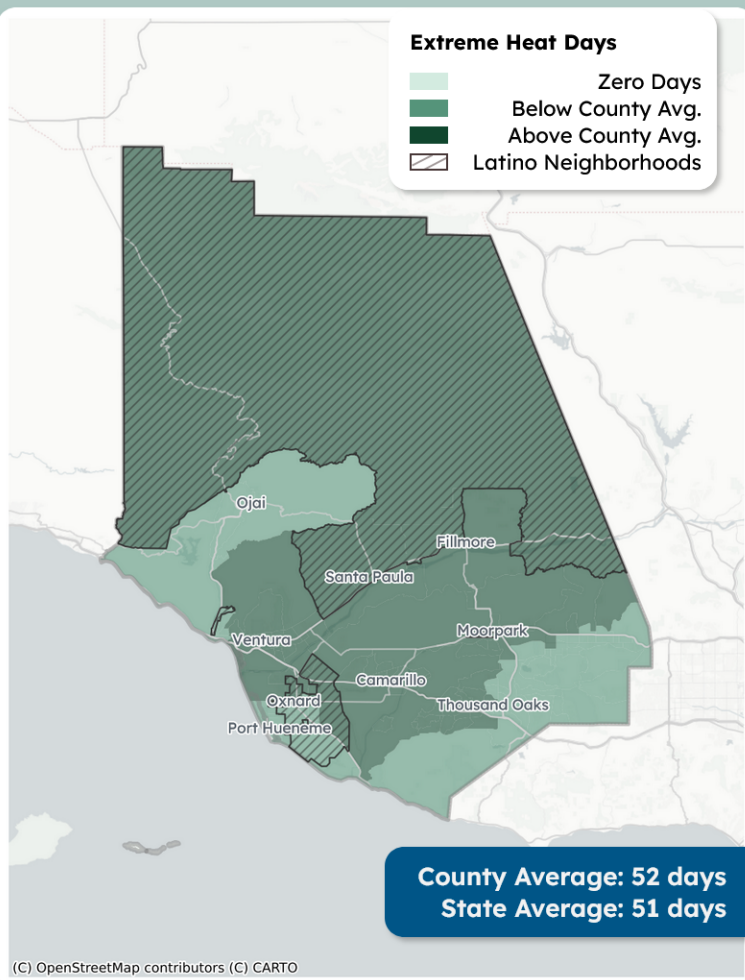 Extreme Heat Days
Zero Days
Below County Avg.
Above County Avg.
Latino Neighborhoods
Ojai
Fillmore
Santa Paula
Moorpark
Ventura
Camarillo
Oxnard
Thousand Oaks
Port Hueneme
County Average: 52 days
State Average: 51 days
(C) OpenStreetMap contributors (C) CARTO